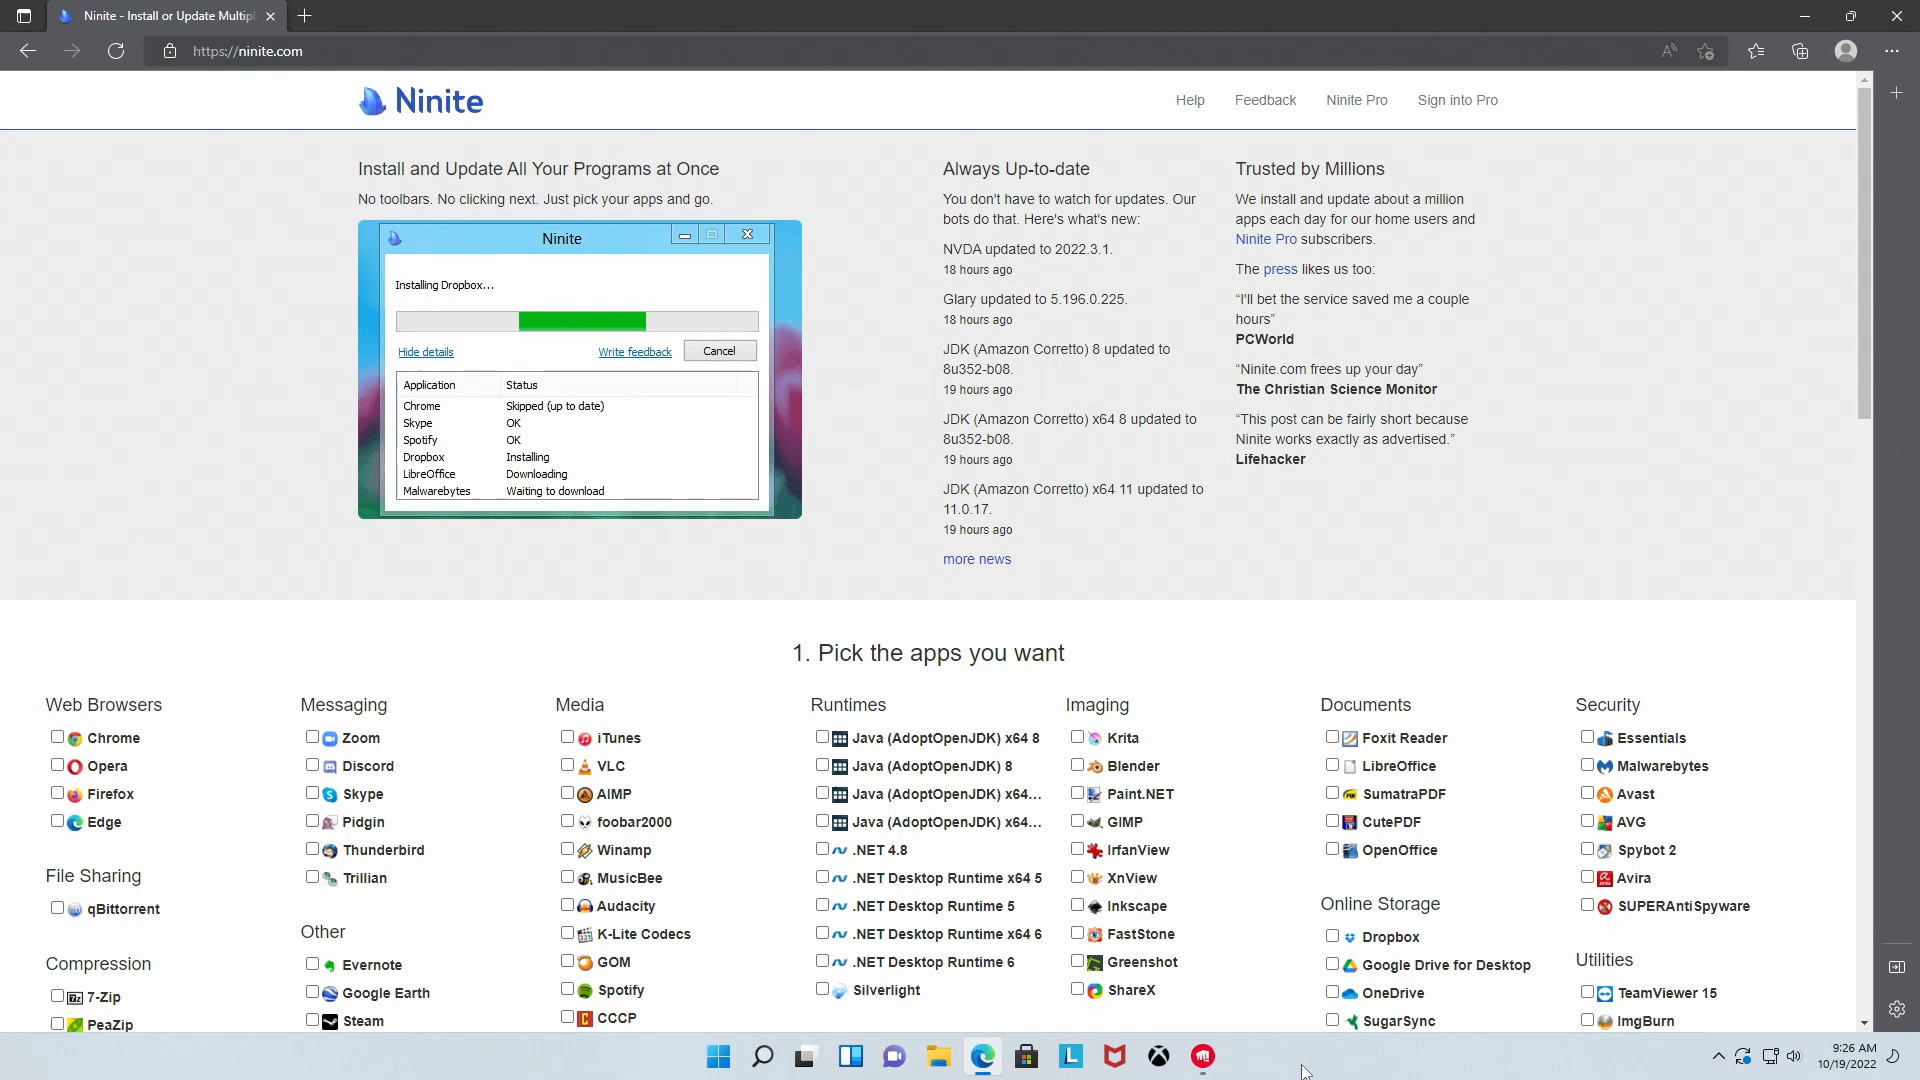 Ninite - Install or Update Multipl
https://ninite.com
Ninite
Help
Feedback
Ninite Pro
Sign into Pro
Install and Update All Your Programs at Once
No toolbars. No clicking next. Just pick your apps and go.
Ninite
Installing Dropbox...
Hide details
Write feedback
Cancel
Application Status
Chrome Skipped (up to date)
Skype OK
Spotify OK
Dropbox Installing
LibreOffice Downloading
Malwarebytes Waiting to download
Always Up-to-date
You don't have to watch for updates. Our
bots do that. Here's what's new:
NVDA updated to 2022.3.1.
18 hours ago
Glary updated to 5.196.0.225.
18 hours ago
JDK (Amazon Corretto) 8 updated to
8u352-b08.
19 hours ago
JDK (Amazon Corretto) x64 8 updated to
8u352-b08.
19 hours ago
JDK (Amazon Corretto) x64 11 updated to
11.0.17.
19 hours ago
more news
Trusted by Millions
We install and update about a million
apps each day for our home users and
Ninite Pro subscribers.
The press likes us too:
“I'll bet the service saved me a couple
hours”
PCWorld
“Ninite.com frees up your day”
The Christian Science Monitor
“This post can be fairly short because
Ninite works exactly as advertised.”
Lifehacker
1. Pick the apps you want
Web Browsers
Chrome
Opera
Firefox
Edge
File Sharing
qBittorrent
Compression
7-Zip
PeaZip
Messaging
Zoom
Discord
Skype
Pidgin
Thunderbird
Trillian
Other
Evernote
Google Earth
Steam
Media
iTunes
VLC
AIMP
foobar2000
Winamp
MusicBee
Audacity
K-Lite Codecs
GOM
Spotify
CCCP
Runtimes
Java (AdoptOpenJDK) x64 8
Java (AdoptOpenJDK) 8
Java (AdoptOpenJDK) x64...
Java (AdoptOpenJDK) x64...
.NET 4.8
.NET Desktop Runtime x64 5
.NET Desktop Runtime 5
.NET Desktop Runtime x64 6
.NET Desktop Runtime 6
Silverlight
Imaging
Krita
Blender
Paint.NET
GIMP
IrfanView
XnView
Inkscape
FastStone
Greenshot
ShareX
Documents
Foxit Reader
LibreOffice
SumatraPDF
CutePDF
OpenOffice
Online Storage
Dropbox
Google Drive for Desktop
OneDrive
SugarSync
Security
Essentials
Malwarebytes
Avast
AVG
Spybot 2
Avira
SUPERAntiSpyware
Utilities
TeamViewer 15
ImgBurn
9:26 AM
10/19/2022